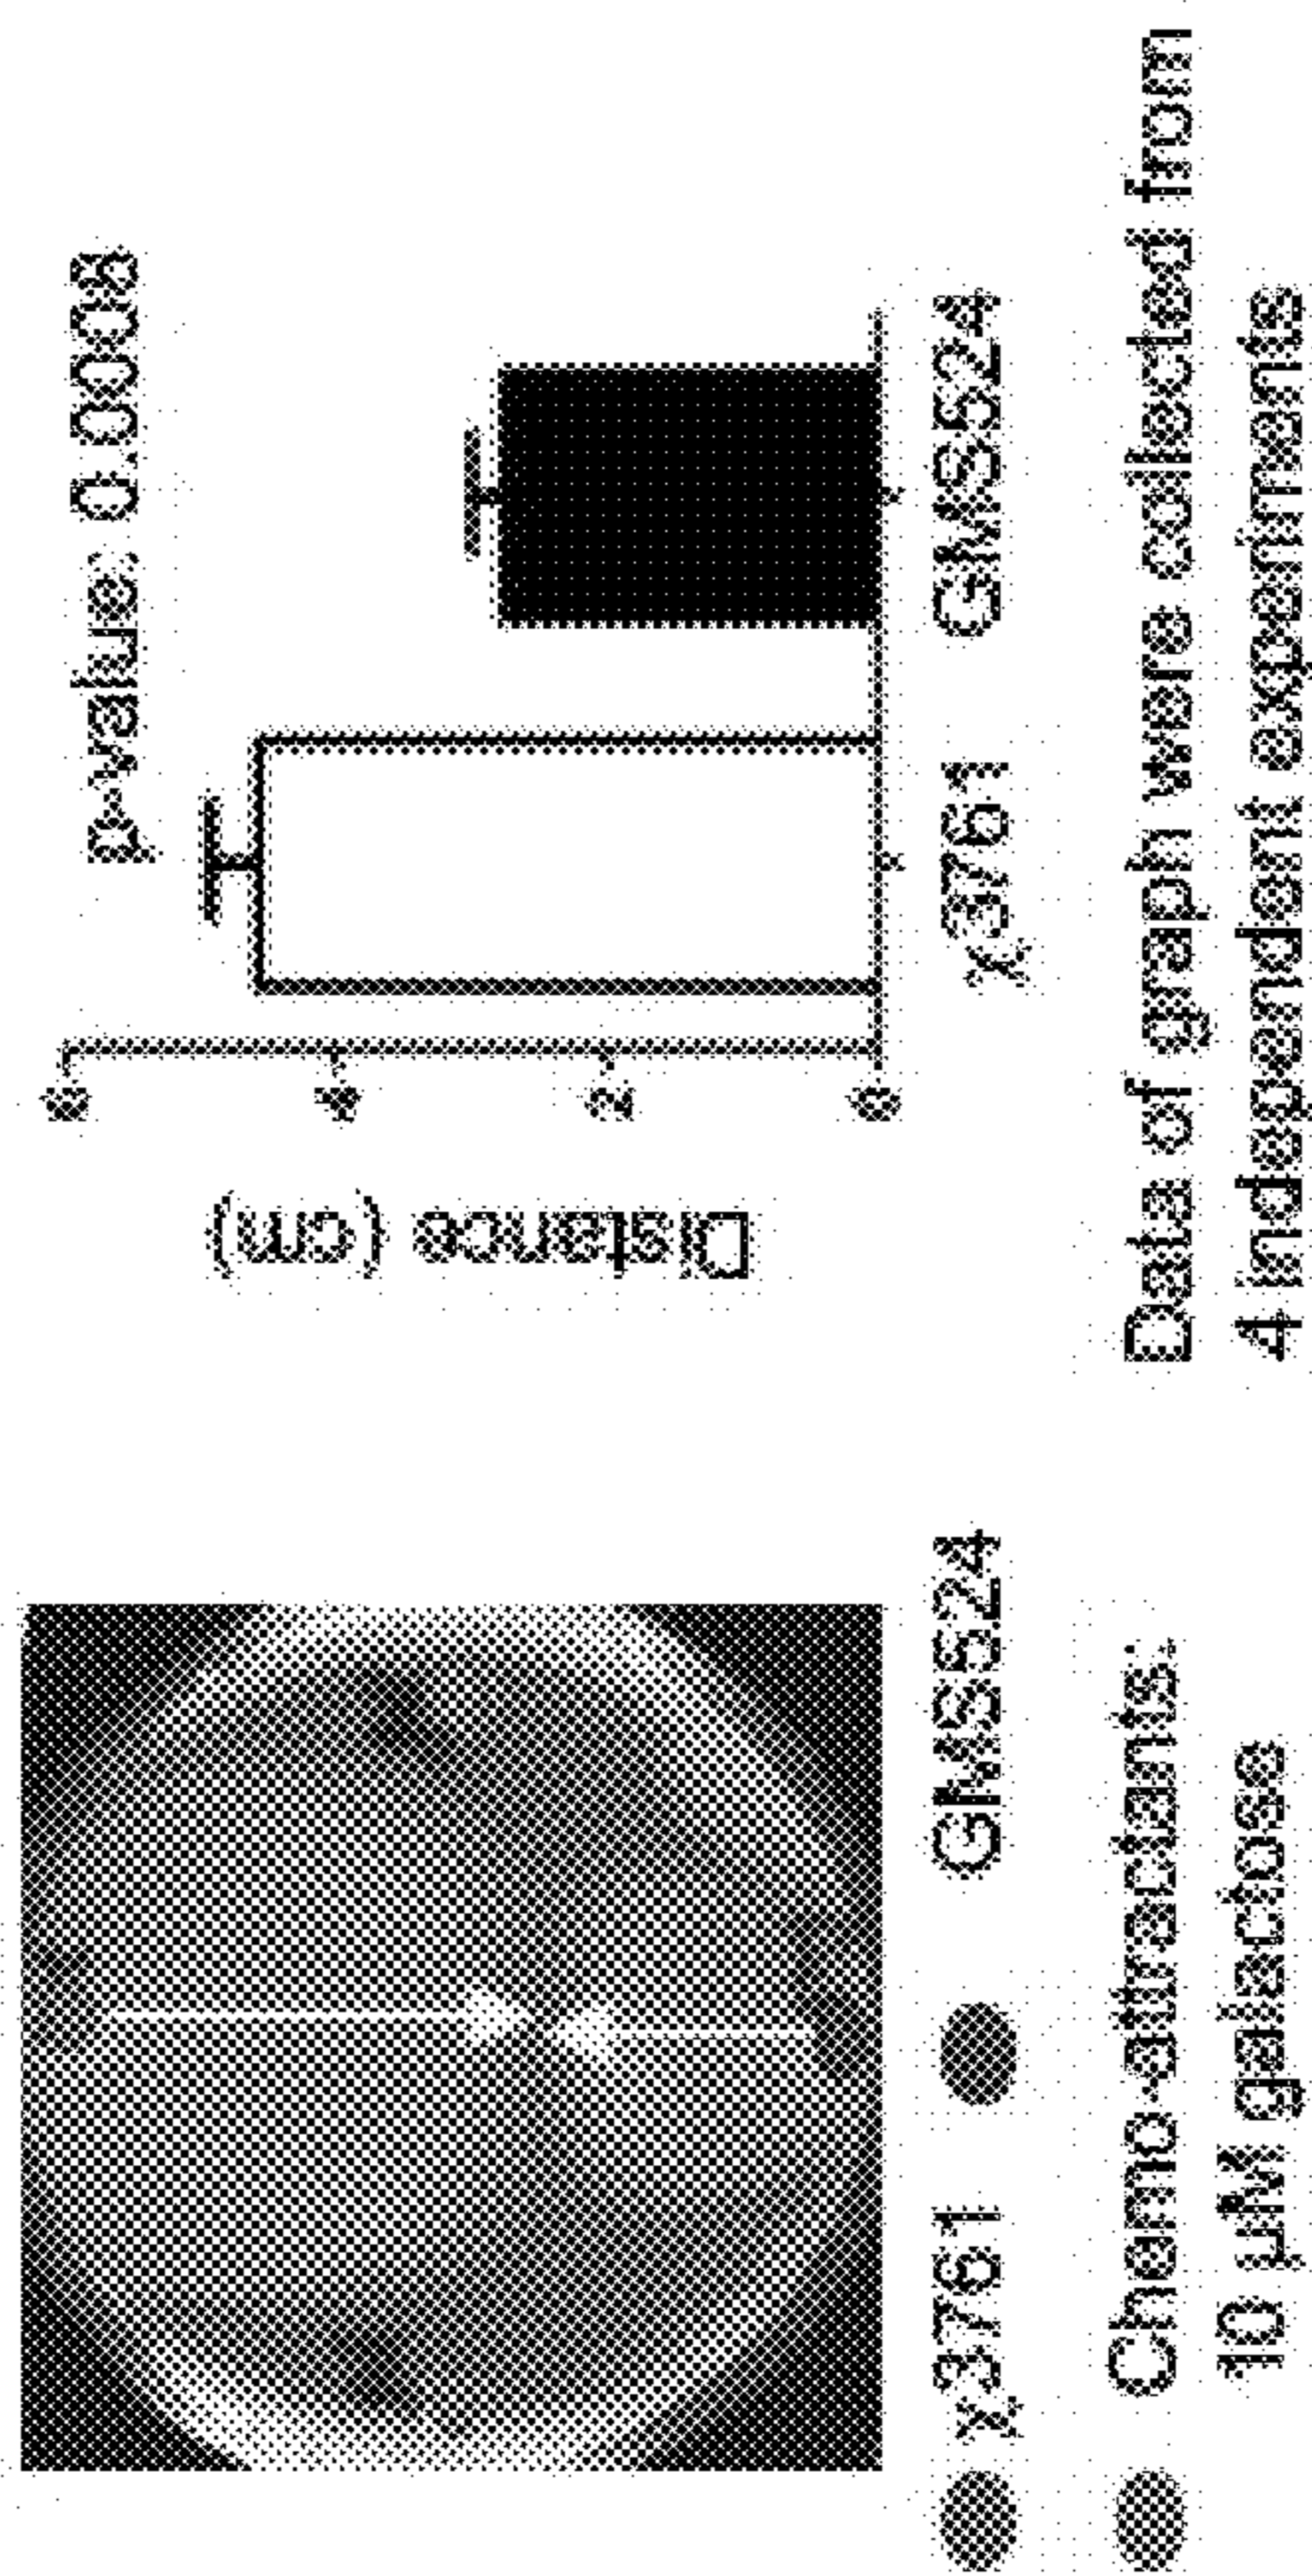 χ3761 GMS524
Chemo-attractants:
10 µM galactose
p-value: 0.0008
Distance (cm)
6
4
2
0
χ3761 GMS524
Data of graph were collected from
4 independent experiments